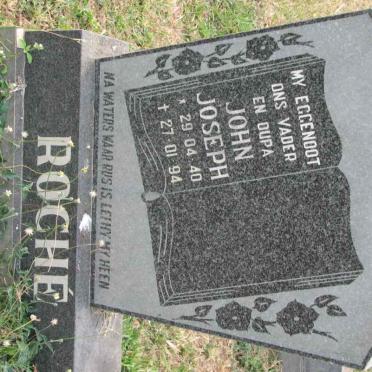 MY EGGENOOT
ONS VADER
EN OUPA
JOHN
JOSEPH
* 29 04 40
✝ 27 01 94
NA WATERS WAAR RUS IS, LEI HY MY HEEN
ROCHÉ